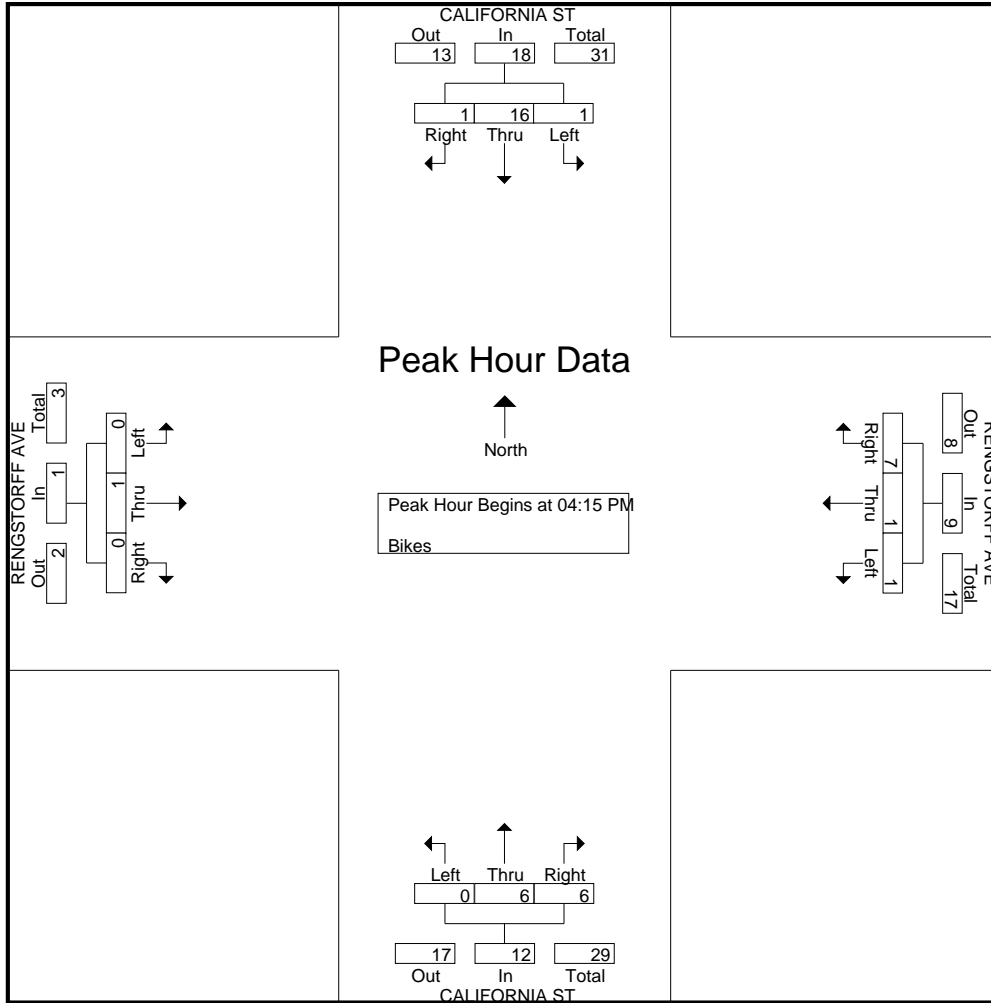 CALIFORNIA ST
Out In Total
13 18 31
1 16 1
Right Thru Left
Peak Hour Data
North
Peak Hour Begins at 04:15 PM
Bikes
RENGSTORFF AVE
Out In Total
2 1 3
0 1 0
Left Thru Right
RENGSTORFF AVE
Out In Total
8 9 17
7 1 1
Right Thru Left
Left Thru Right
0 6 6
17 12 29
Out In Total
CALIFORNIA ST